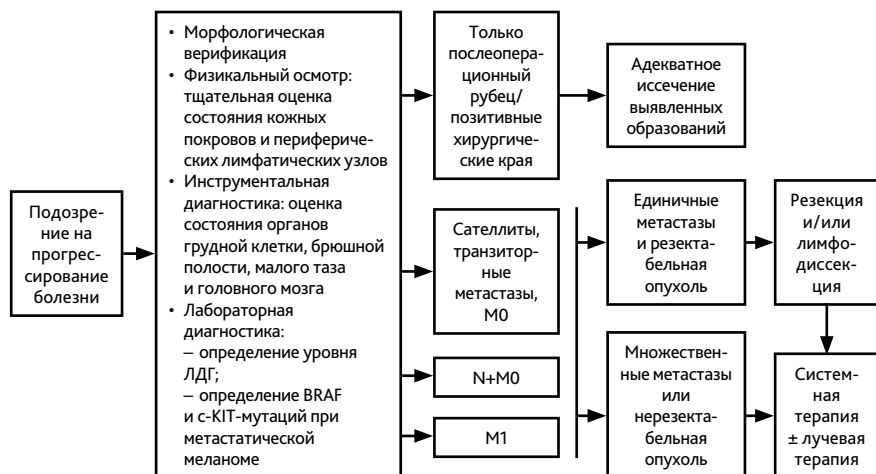 Подозре-
ние на
прогрес-
сирование
болезни
• Морфологическая
верификация
• Физикальный осмотр:
тщательная оценка
состояния кожных
покровов и перифериче-
ских лимфатических узлов
• Инструментальная
диагностика: оценка
состояния органов
грудной клетки, брюшной
полости, малого таза
и головного мозга
• Лабораторная
диагностика:
— определение уровня
ЛДГ;
— определение BRAF
и c-KIT-мутаций при
метастатической
меланоме
Только
послеопера-
ционный
рубец/
позитивные
хирургиче-
ские края
Адекватное
иссечение
выявленных
образований
Сателлиты,
транзитор-
ные
метастазы,
M0
N+M0
M1
Единичные
метастазы
и резекта-
бельная
опухоль
Резекция
и/или
лимфо-
диссек-
ция
Множествен-
ные метастазы
или
нерезекта-
бельная
опухоль
Систем-
ная
терапия
± лучевая
терапия